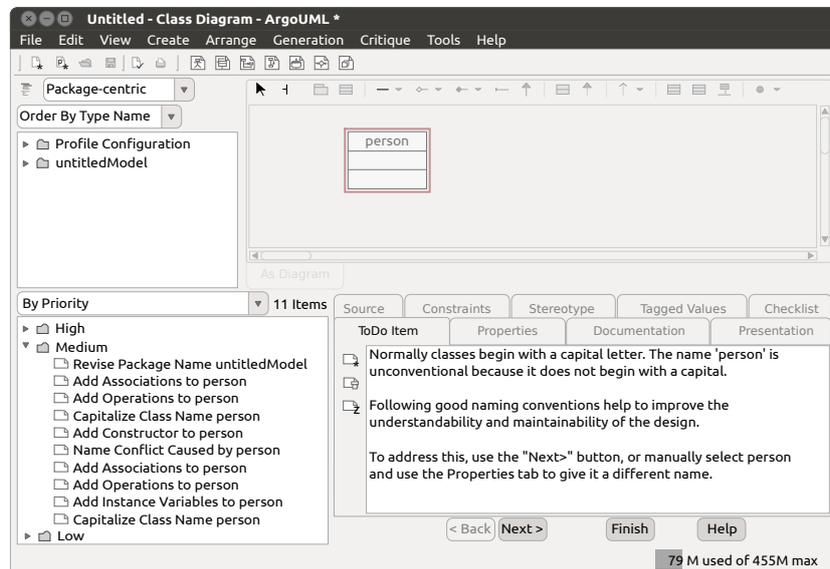 Untitled - Class Diagram - ArgoUML *
File Edit View Create Arrange Generation Critique Tools Help
Package-centric
Order By Type Name
Profile Configuration
untitledModel
person
As Diagram
By Priority
11 Items
High
Medium
Revise Package Name untitledModel
Add Associations to person
Add Operations to person
Capitalize Class Name person
Add Constructor to person
Name Conflict Caused by person
Add Associations to person
Add Operations to person
Add Instance Variables to person
Capitalize Class Name person
Low
Source Constraints Stereotype Tagged Values Checklist
ToDo Item Properties Documentation Presentation
Normally classes begin with a capital letter. The name 'person' is
unconventional because it does not begin with a capital.
Following good naming conventions help to improve the
understandability and maintainability of the design.
To address this, use the "Next>" button, or manually select person
and use the Properties tab to give it a different name.
< Back Next > Finish Help
79 M used of 455M max